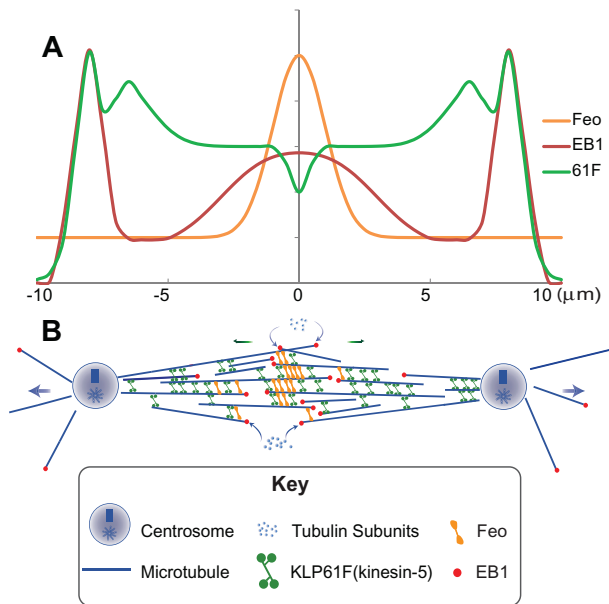 A
Feo
EB1
61F
-10 -5 0 5 10 (μm)
B
Key
Centrosome Tubulin Subunits Feo
Microtubule KLP61F(kinesin-5) EB1